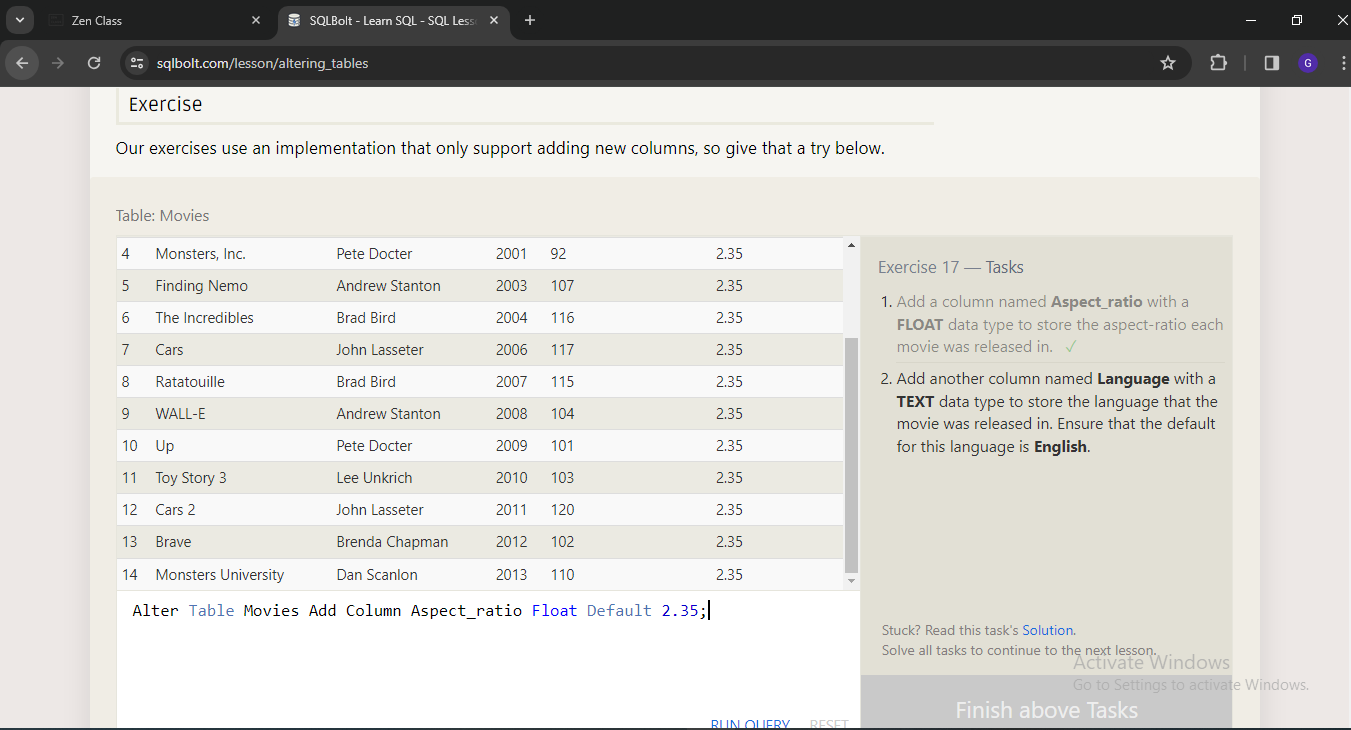 Zen Class
SQLBolt - Learn SQL - SQL Less
sqlbolt.com/lesson/altering_tables
G
Exercise
Our exercises use an implementation that only support adding new columns, so give that a try below.
Table: Movies
4 Monsters, Inc. Pete Docter 2001 92 2.35
5 Finding Nemo Andrew Stanton 2003 107 2.35
6 The Incredibles Brad Bird 2004 116 2.35
7 Cars John Lasseter 2006 117 2.35
8 Ratatouille Brad Bird 2007 115 2.35
9 WALL-E Andrew Stanton 2008 104 2.35
10 Up Pete Docter 2009 101 2.35
11 Toy Story 3 Lee Unkrich 2010 103 2.35
12 Cars 2 John Lasseter 2011 120 2.35
13 Brave Brenda Chapman 2012 102 2.35
14 Monsters University Dan Scanlon 2013 110 2.35
Alter Table Movies Add Column Aspect_ratio Float Default 2.35;
RUN QUERY RESET
Exercise 17 — Tasks
1. Add a column named Aspect_ratio with a
FLOAT data type to store the aspect-ratio each
movie was released in. ✓
2. Add another column named Language with a
TEXT data type to store the language that the
movie was released in. Ensure that the default
for this language is English.
Stuck? Read this task's Solution.
Solve all tasks to continue to the next lesson.
Activate Windows
Go to Settings to activate Windows.
Finish above Tasks